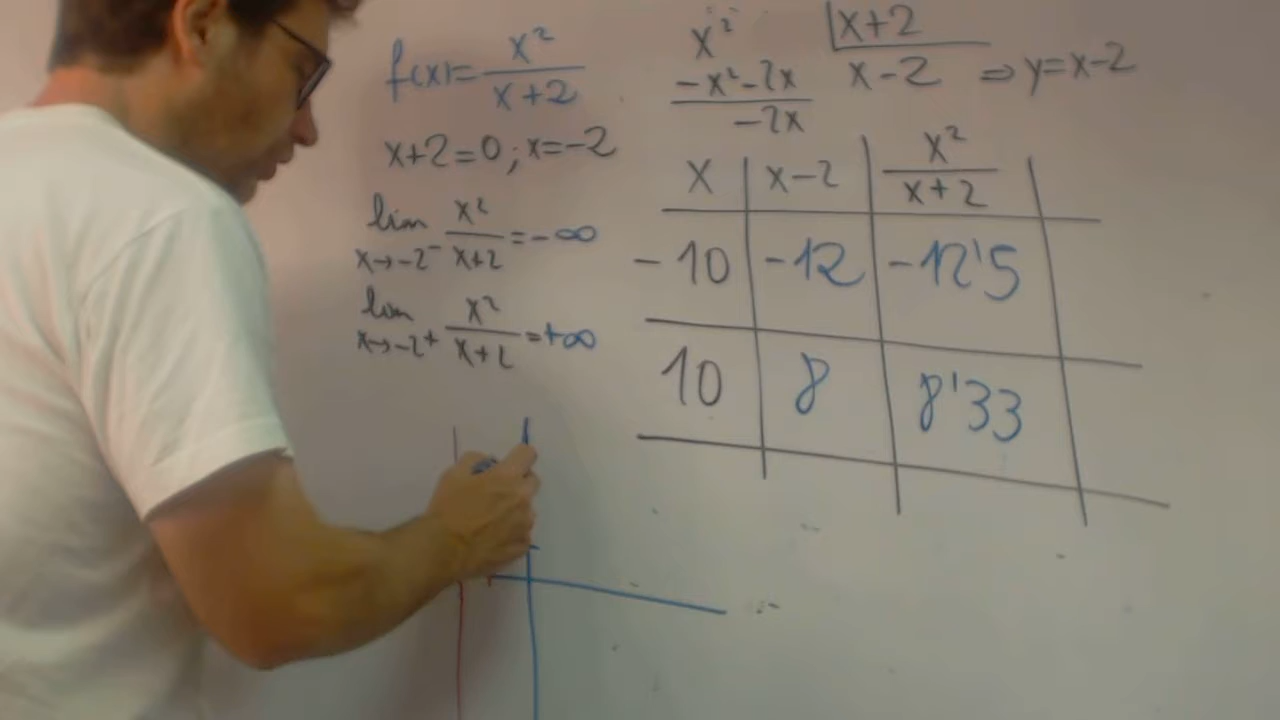 f(x)=x²/(x+2)
x+2=0; x=-2
lim x→-2⁻ x²/(x+2) = -∞
lim x→-2⁺ x²/(x+2) = +∞
x² |x+2
-x²-2x x-2 ⇒ y=x-2
-2x
x x-2 x²/(x+2)
-10 -12 -12'5
10 8 8'33